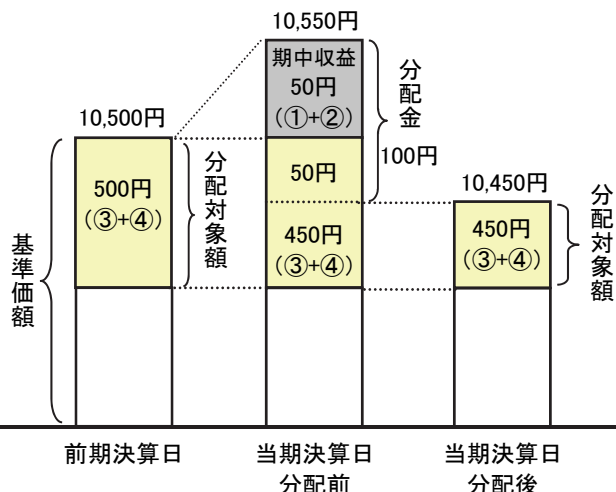 10,550円
期中収益
50円
(①+②)
分配金
100円
10,500円
500円
(③+④)
分配対象額
50円
450円
(③+④)
10,450円
450円
(③+④)
分配対象額
基準価額
前期決算日
当期決算日
分配前
当期決算日
分配後